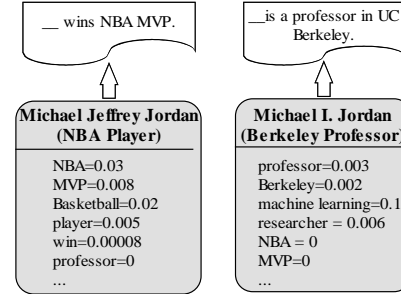 __ wins NBA MVP.
__is a professor in UC
Berkeley.
Michael Jeffrey Jordan
(NBA Player)
NBA=0.03
MVP=0.008
Basketball=0.02
player=0.005
win=0.00008
professor=0
...
Michael I. Jordan
(Berkeley Professor)
professor=0.003
Berkeley=0.002
machine learning=0.1
researcher = 0.006
NBA = 0
MVP=0
...